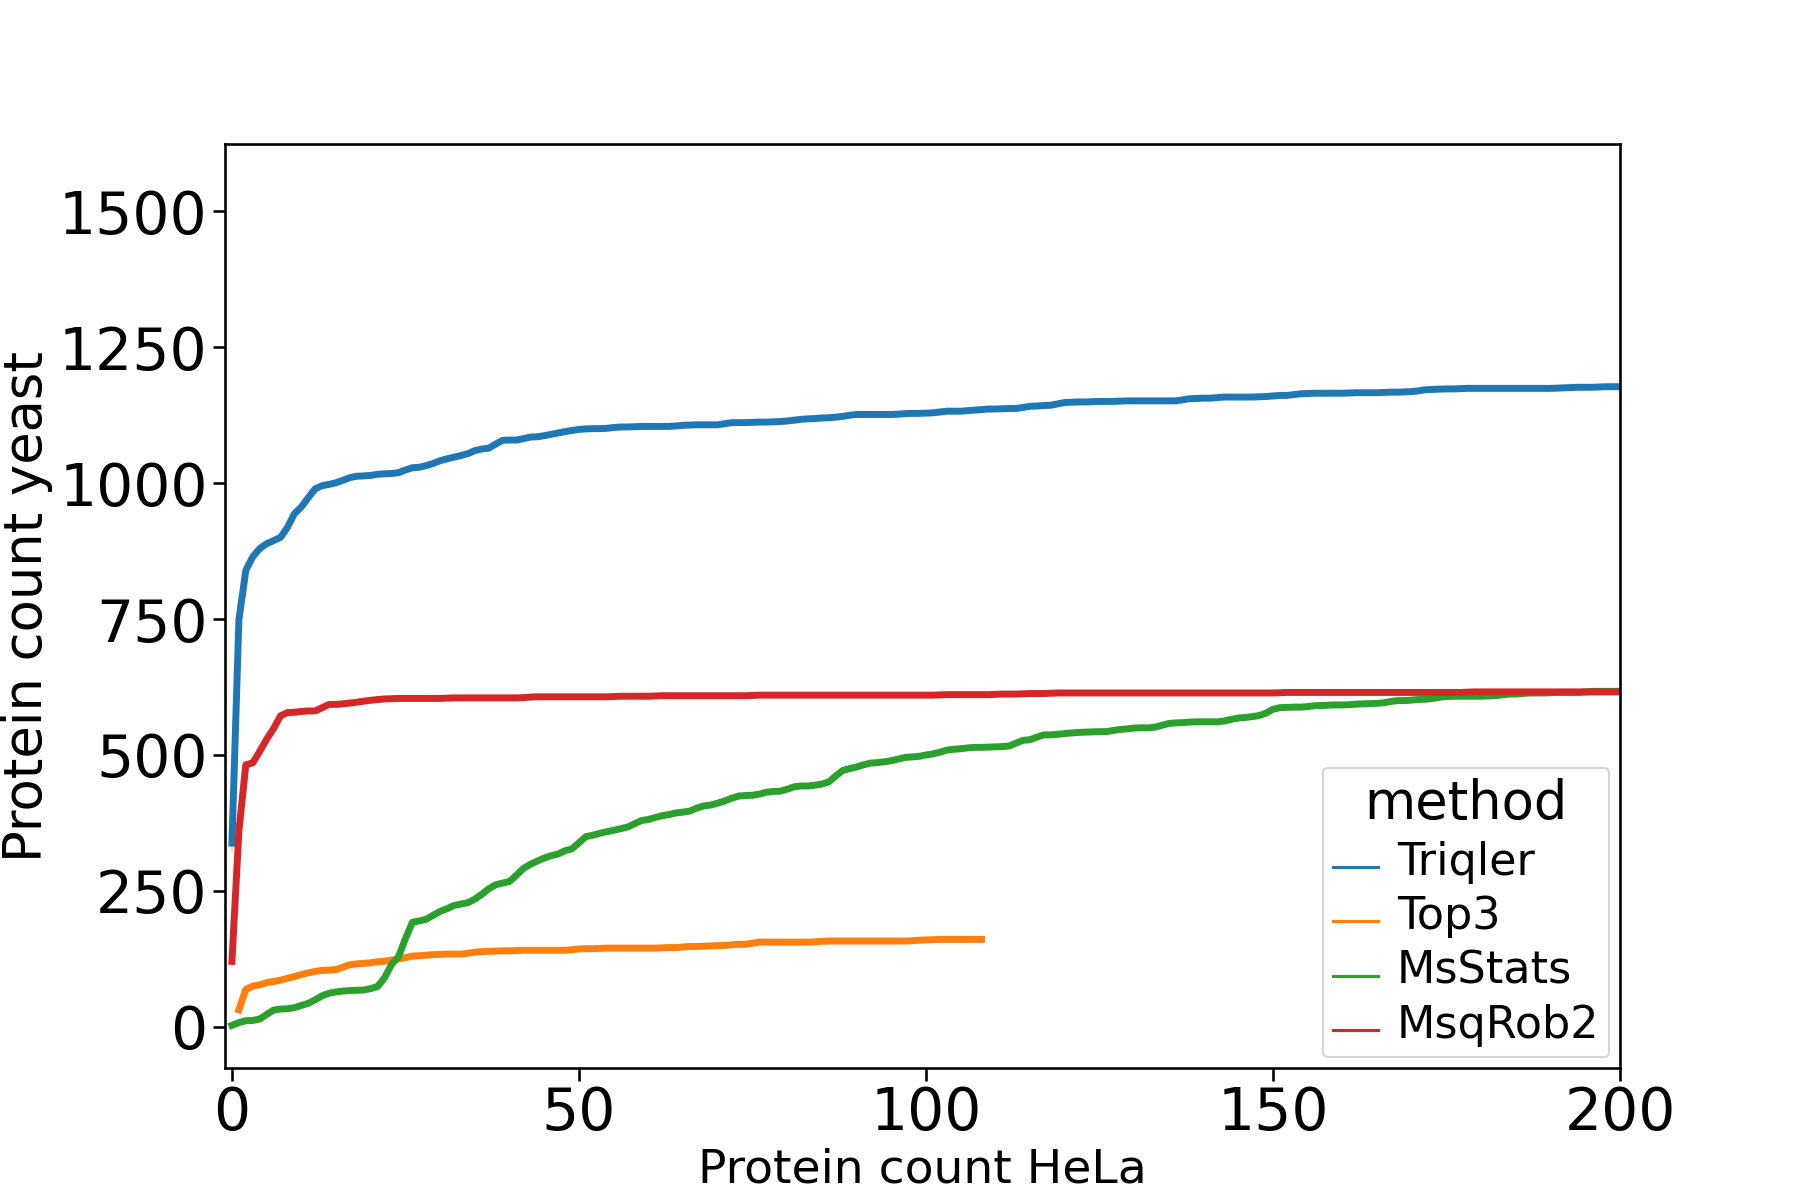 Protein count yeast
1500
1250
1000
750
500
250
0
0 50 100 150 200
Protein count HeLa
method
Triqler
Top3
MsStats
MsqRob2